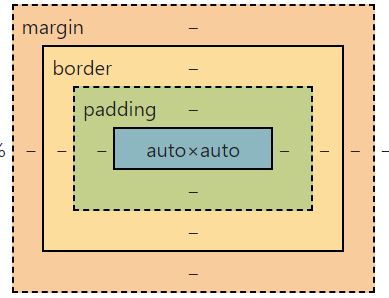 margin –
border –
padding –
% – – – auto×auto – – – –
–
–
–